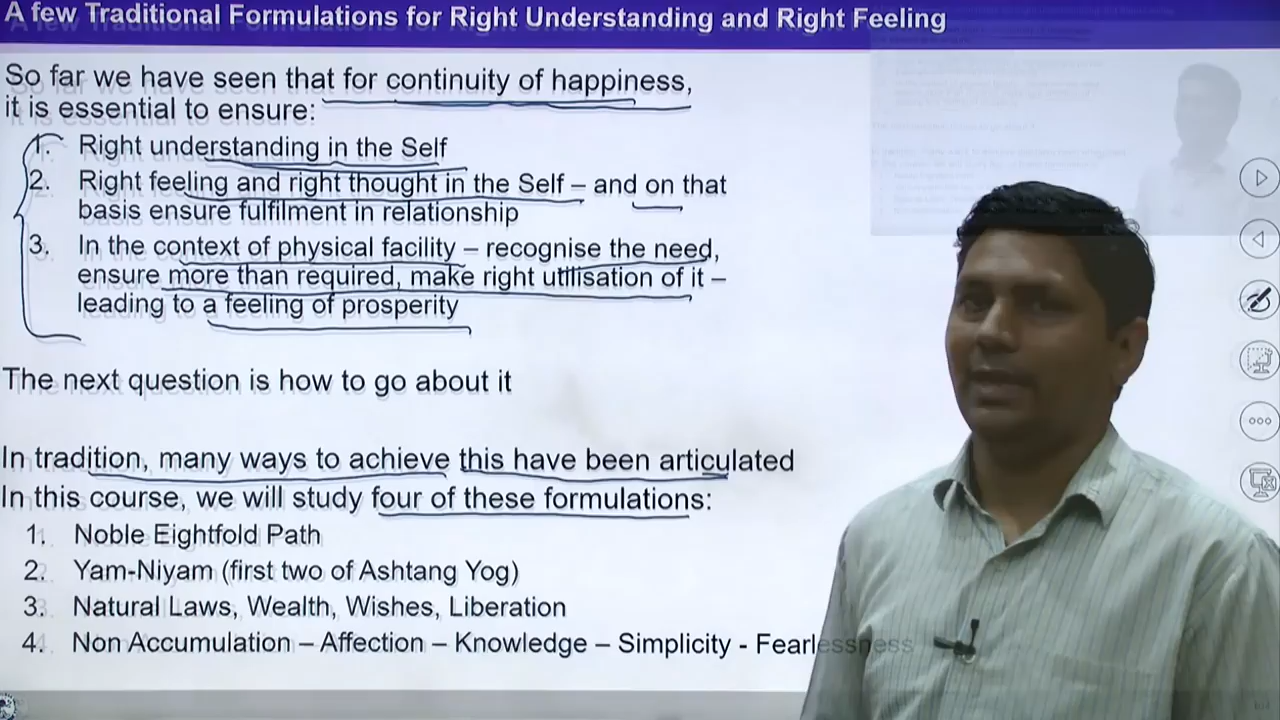 A few Traditional Formulations for Right Understanding and Right Feeling
So far we have seen that for continuity of happiness,
it is essential to ensure:
1. Right understanding in the Self
2. Right feeling and right thought in the Self – and on that
basis ensure fulfilment in relationship
3. In the context of physical facility – recognise the need,
ensure more than required, make right utilisation of it –
leading to a feeling of prosperity
The next question is how to go about it
In tradition, many ways to achieve this have been articulated
In this course, we will study four of these formulations:
1. Noble Eightfold Path
2. Yam-Niyam (first two of Ashtang Yog)
3. Natural Laws, Wealth, Wishes, Liberation
4. Non Accumulation – Affection – Knowledge – Simplicity - Fearlessness